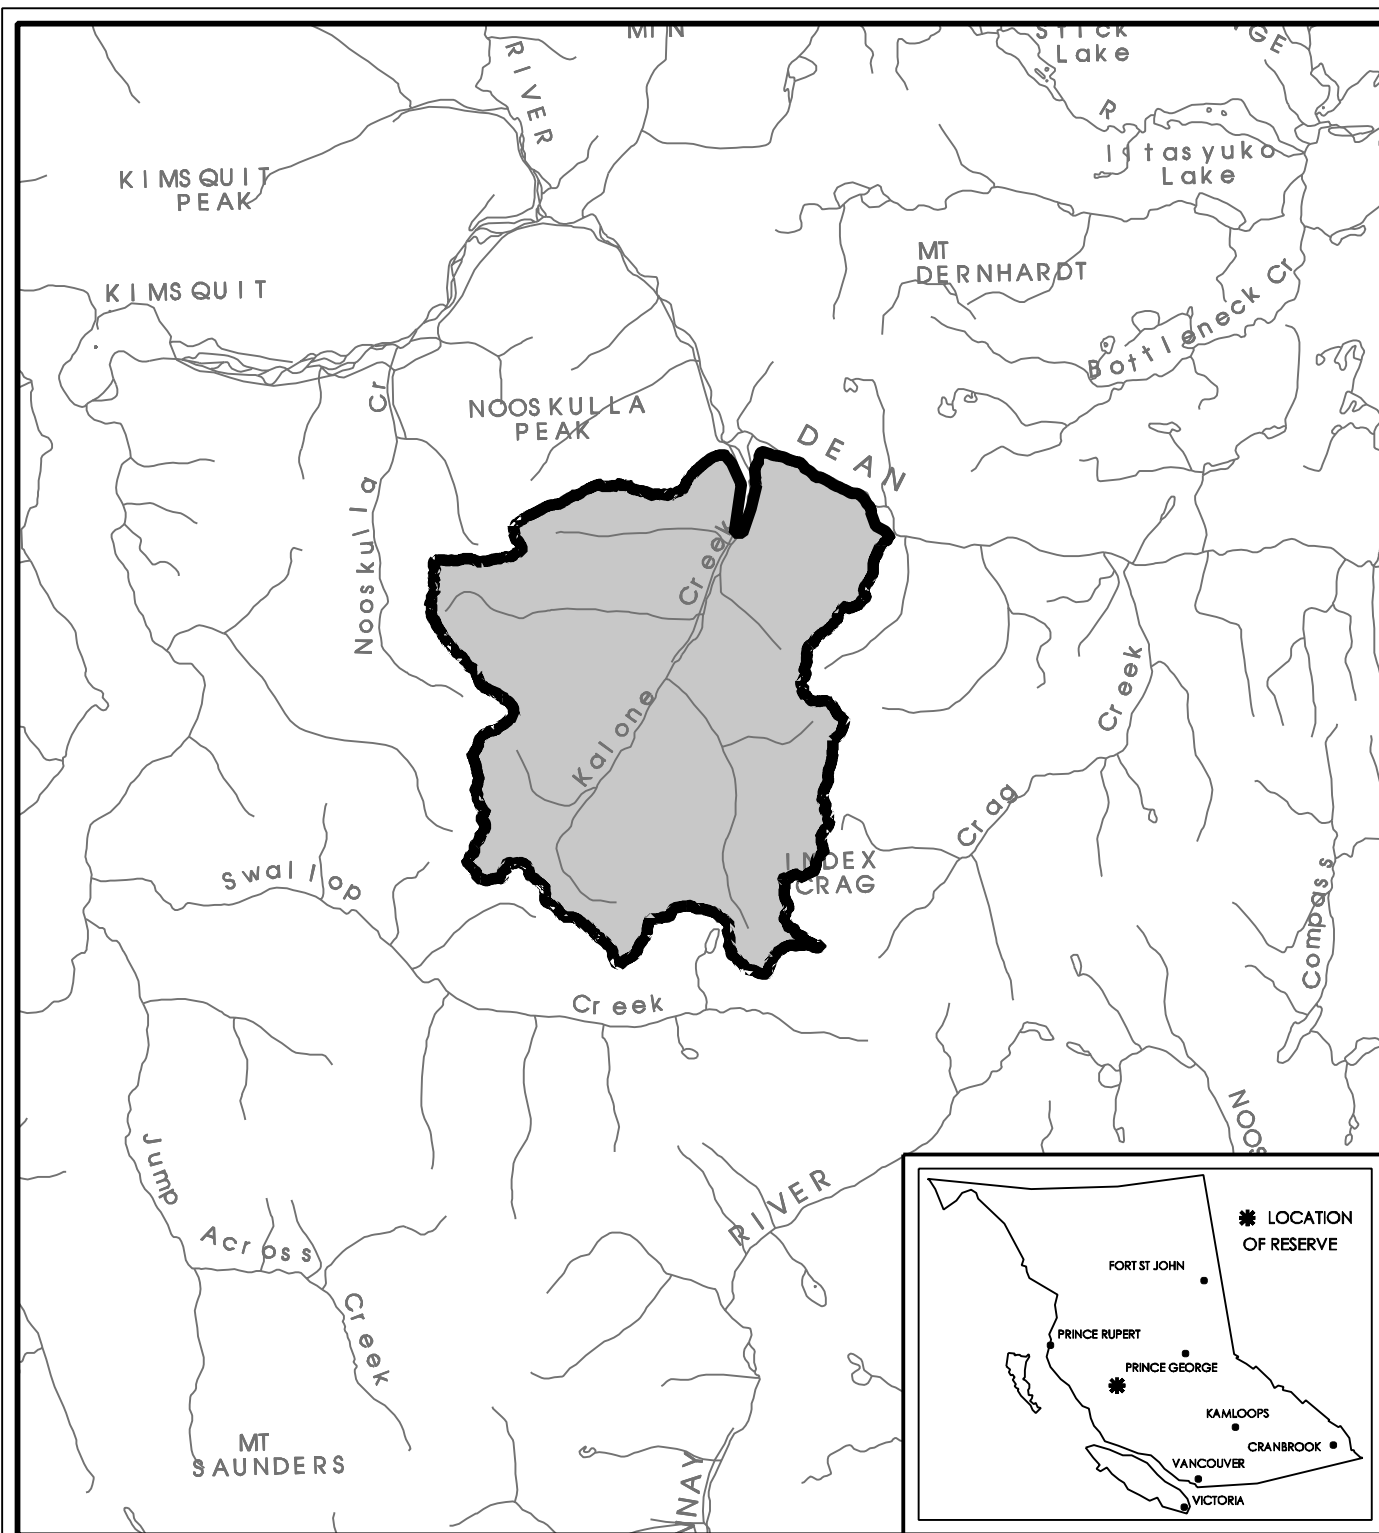 Lake
RIVER
R
KIMSQUIT
PEAK
Lake
MT
DERNHARDT
KIMSQUIT
Bottleneck Cr
NOOSKULLA
PEAK
DEAN
Nooskulla Cr
Kalone Creek
Crag Creek
INDEX
CRAG
Swallop
Creek
Compass
Jump
Across
Creek
RIVER
MT
SAUNDERS
LOCATION
OF RESERVE
FORT ST JOHN
PRINCE RUPERT
PRINCE GEORGE
KAMLOOPS
CRANBROOK
VANCOUVER
VICTORIA